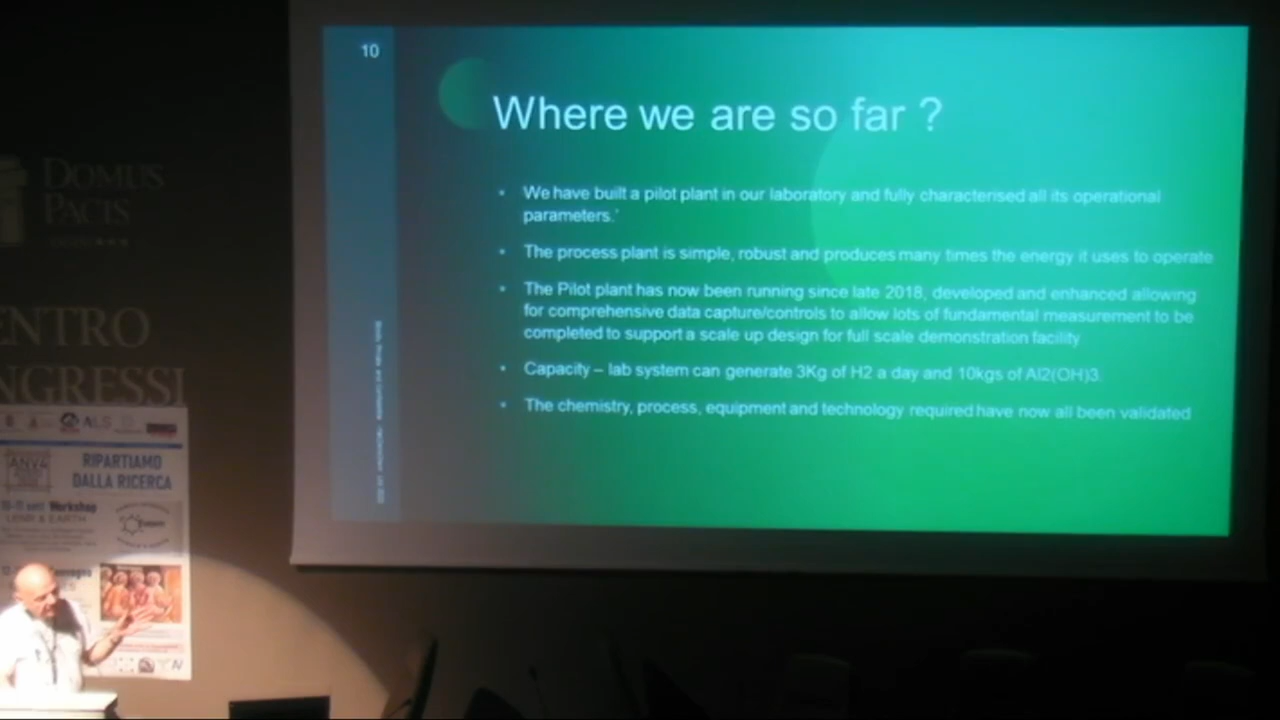 10
Where we are so far ?
• We have built a pilot plant in our laboratory and fully characterised all its operational
parameters.'
• The process plant is simple, robust and produces many times the energy it uses to operate
• The Pilot plant has now been running since late 2018, developed and enhanced allowing
for comprehensive data capture/controls to allow lots of fundamental measurement to be
completed to support a scale up design for full scale demonstration facility
• Capacity – lab system can generate 3Kg of H2 a day and 10kgs of Al2(OH)3.
• The chemistry, process, equipment and technology required have now all been validated
DOMUS
PACIS
ENTRO
NGRESSI
ALS
RIPARTIAMO
DALLA RICERCA
Workshop
& EARTH